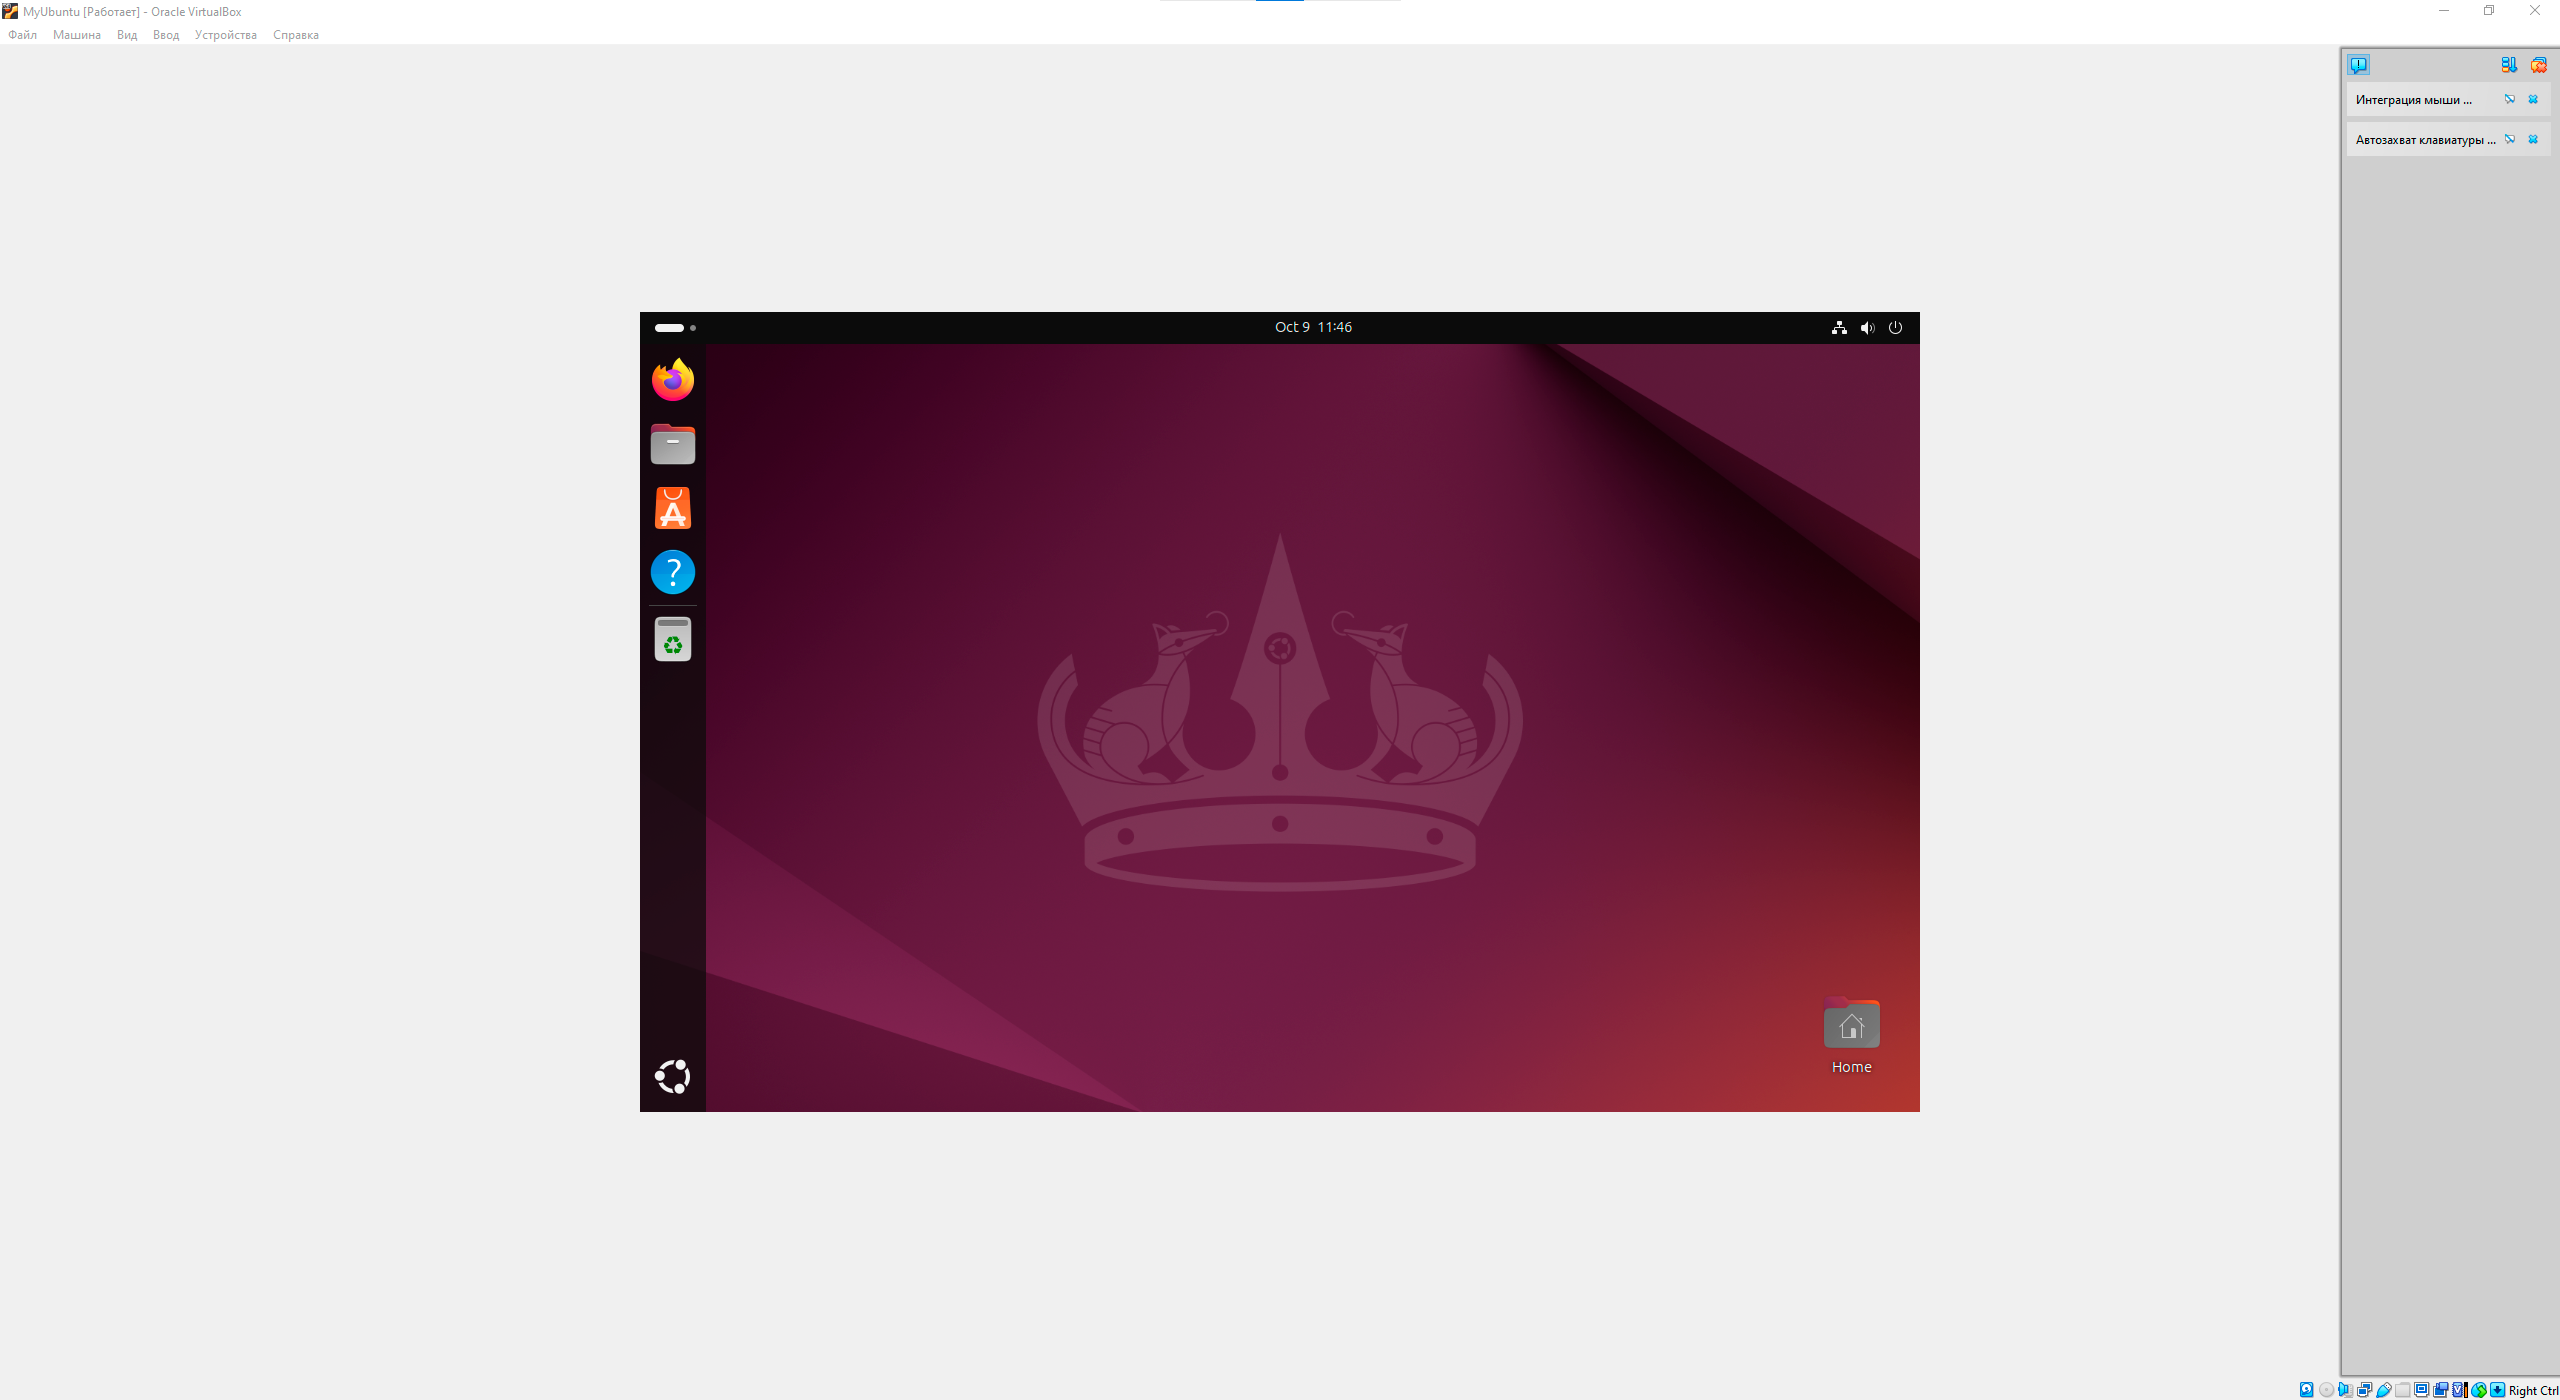 MyUbuntu [Работает] - Oracle VirtualBox
Файл Машина Вид Ввод Устройства Справка
Интеграция мыши ...
Автозахват клавиатуры ...
Oct 9 11:46
Home
Right Ctrl